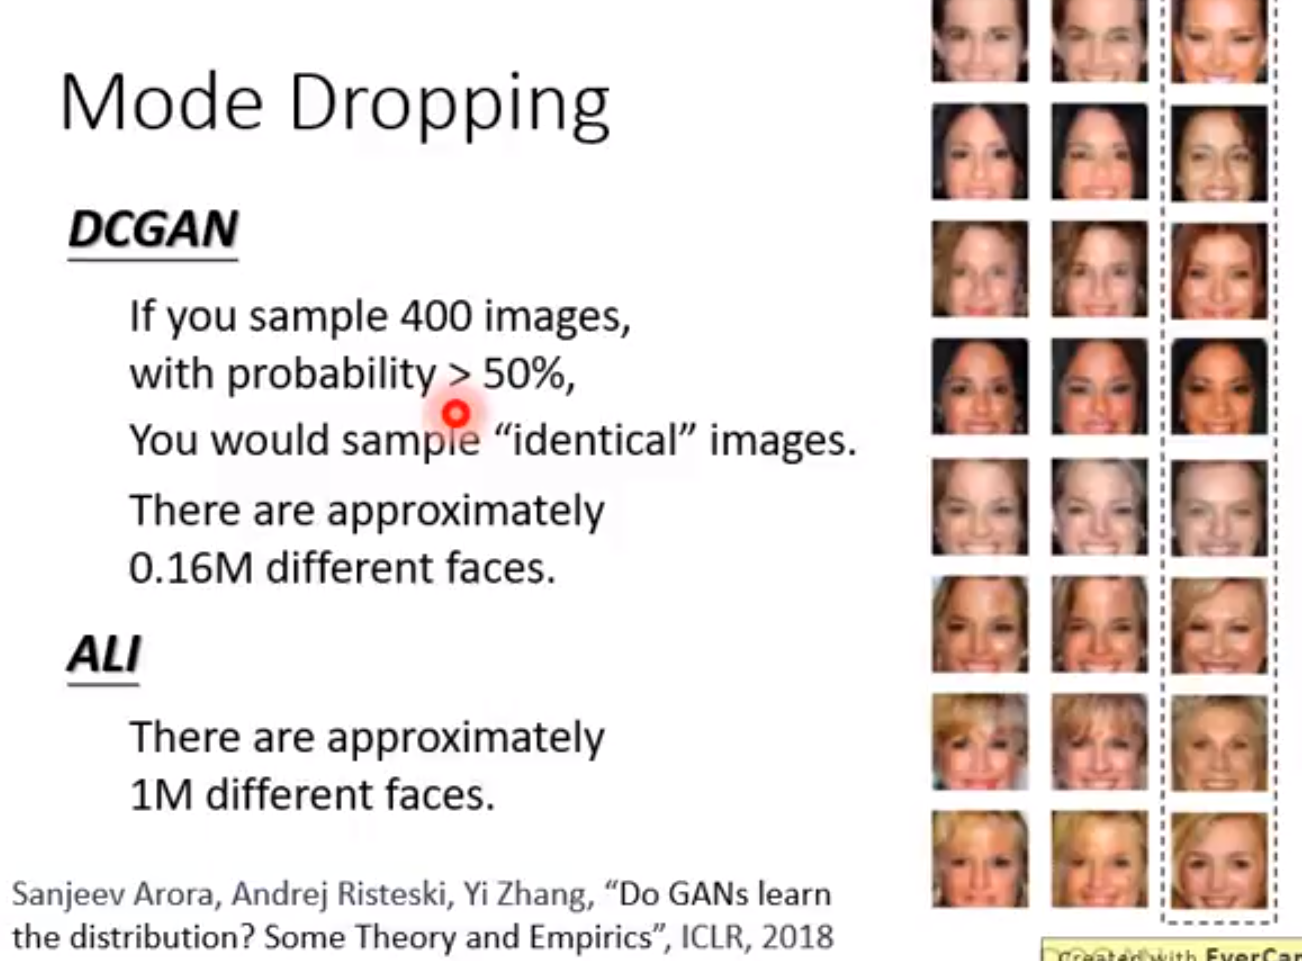 Mode Dropping
DCGAN
If you sample 400 images,
with probability > 50%,
You would sample “identical” images.
There are approximately
0.16M different faces.
ALI
There are approximately
1M different faces.
Sanjeev Arora, Andrej Risteski, Yi Zhang, “Do GANs learn
the distribution? Some Theory and Empirics”, ICLR, 2018
Created with EverCa